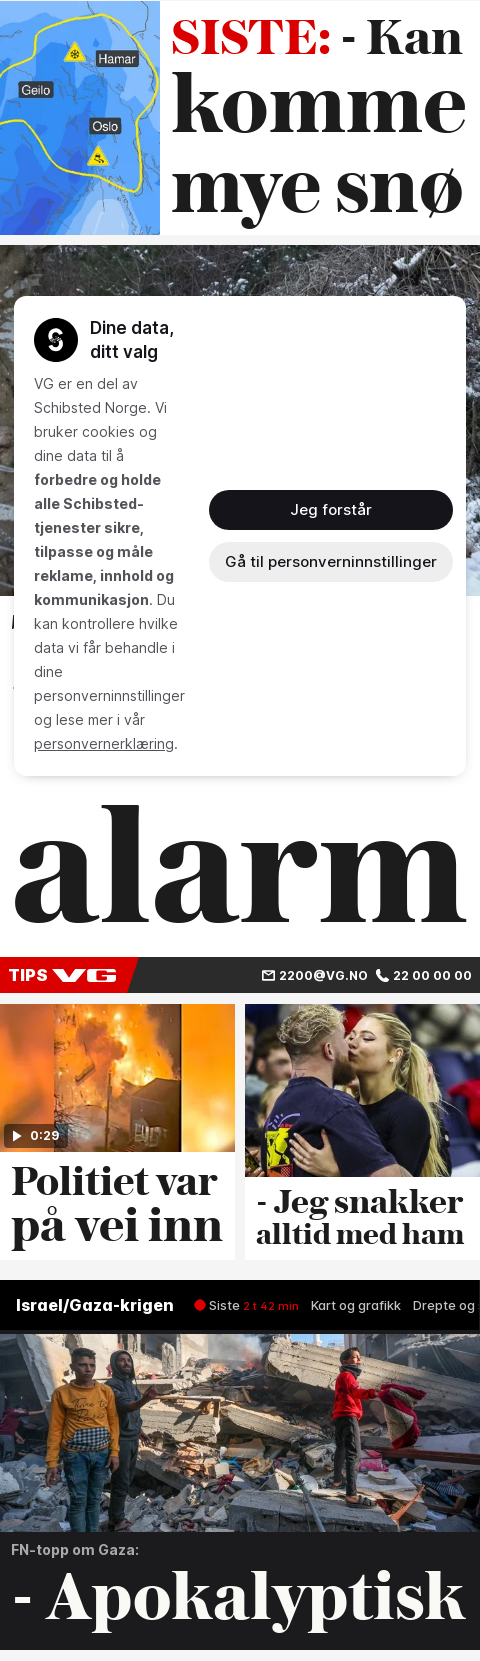 SISTE: - Kan
komme
mye snø
Hamar
Geilo
Oslo
Dine data,
ditt valg
VG er en del av
Schibsted Norge. Vi
bruker cookies og
dine data til å
forbedre og holde
alle Schibsted-
tjenester sikre,
tilpasse og måle
reklame, innhold og
kommunikasjon. Du
kan kontrollere hvilke
data vi får behandle i
dine
personverninnstillinger
og lese mer i vår
personvernerklæring.
Jeg forstår
Gå til personverninnstillinger
alarm
TIPS VG 2200@VG.NO 22 00 00 00
0:29
Politiet var
på vei inn
- Jeg snakker
alltid med ham
Israel/Gaza-krigen Siste 2 t 42 min Kart og grafikk Drepte og
FN-topp om Gaza:
- Apokalyptisk